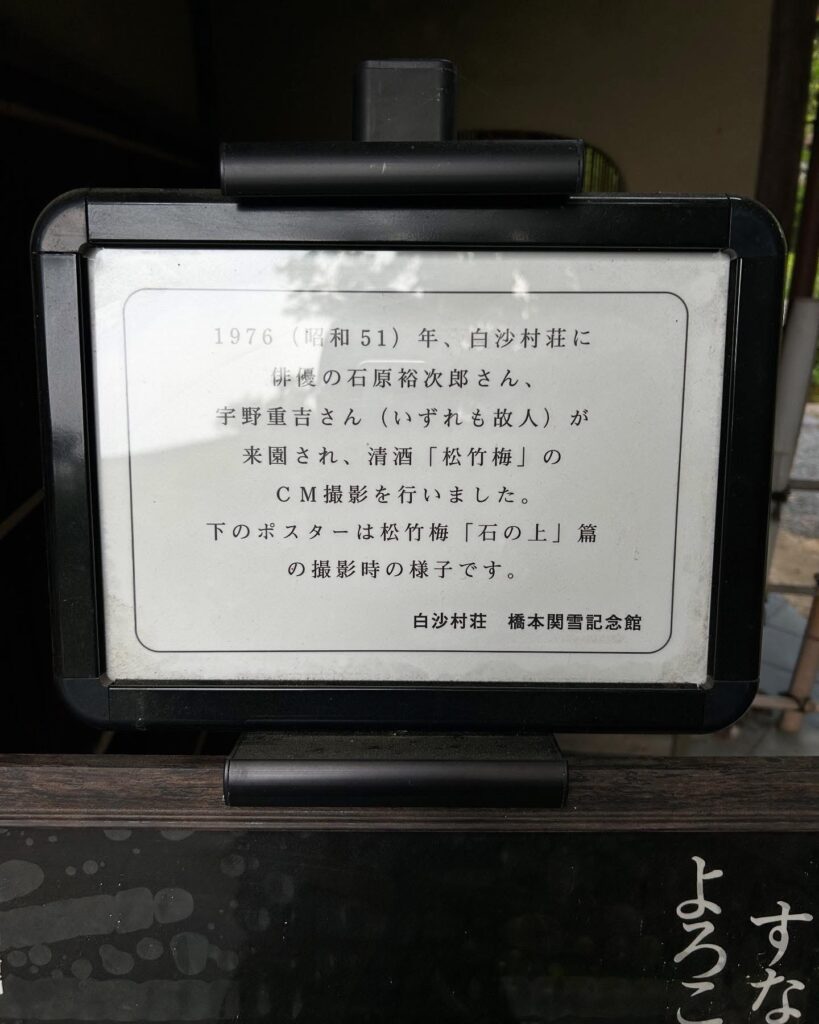 1976（昭和51）年、白沙村荘に
俳優の石原裕次郎さん、
宇野重吉さん（いずれも故人）が
来園され、清酒「松竹梅」の
ＣＭ撮影を行いました。
下のポスターは松竹梅「石の上」篇
の撮影時の様子です。
白沙村荘　橋本関雪記念館
すな
よろこ